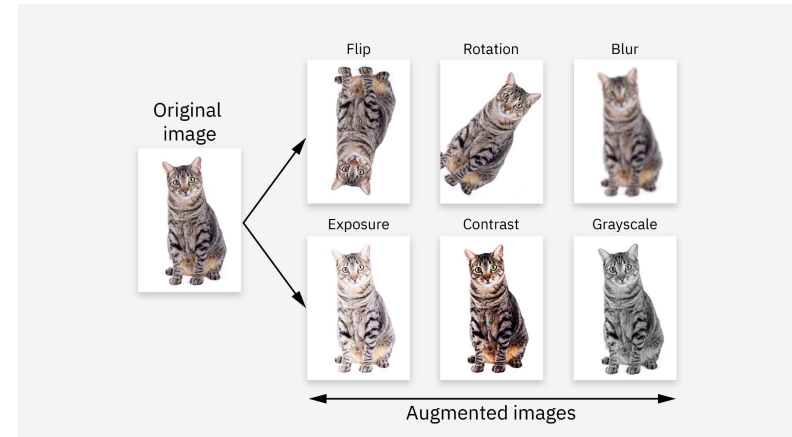 Flip
Rotation
Blur
Original
image
Exposure
Contrast
Grayscale
Augmented images